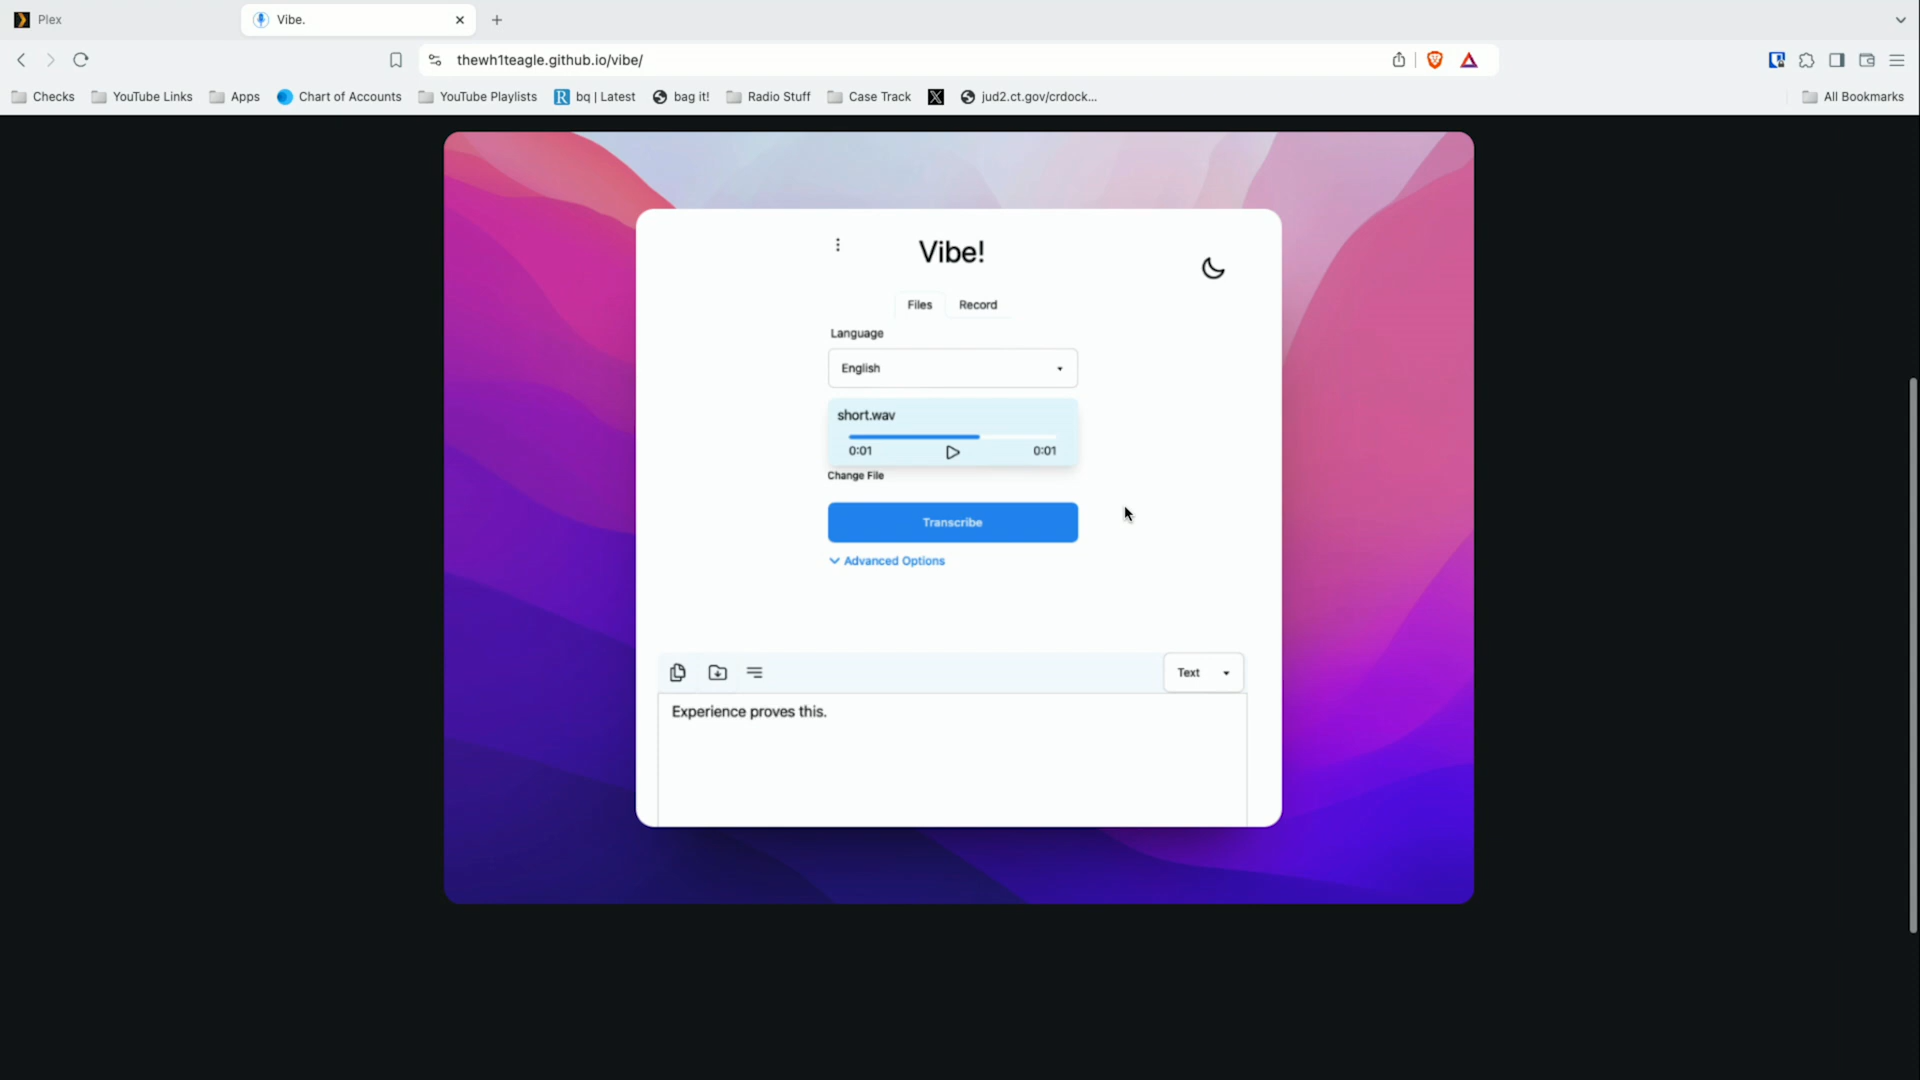 Plex
Vibe.
thewh1teagle.github.io/vibe/
Checks
YouTube Links
Apps
Chart of Accounts
YouTube Playlists
R
bq | Latest
bag it!
Radio Stuff
Case Track
X
jud2.ct.gov/crdock...
All Bookmarks
Vibe!
Files
Record
Language
English
short.wav
0:01
0:01
Change File
Transcribe
Advanced Options
Text
Experience proves this.